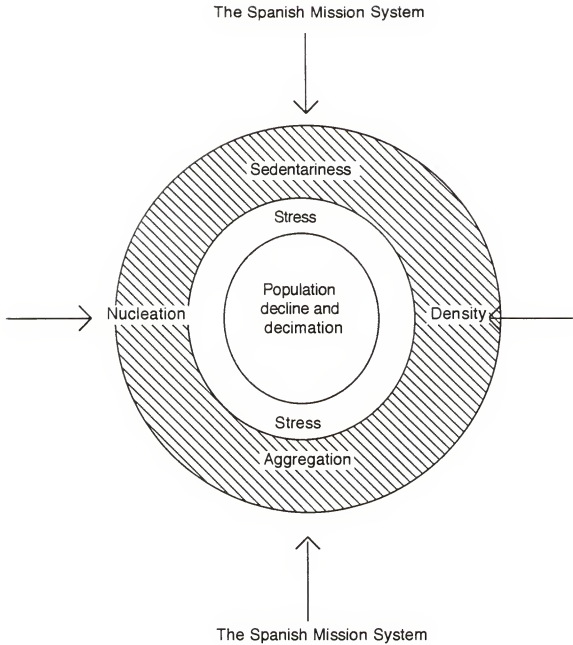 The Spanish Mission System
Sedentariness
Stress
Population
decline and
decimation
Nucleation
Density
Stress
Aggregation
The Spanish Mission System